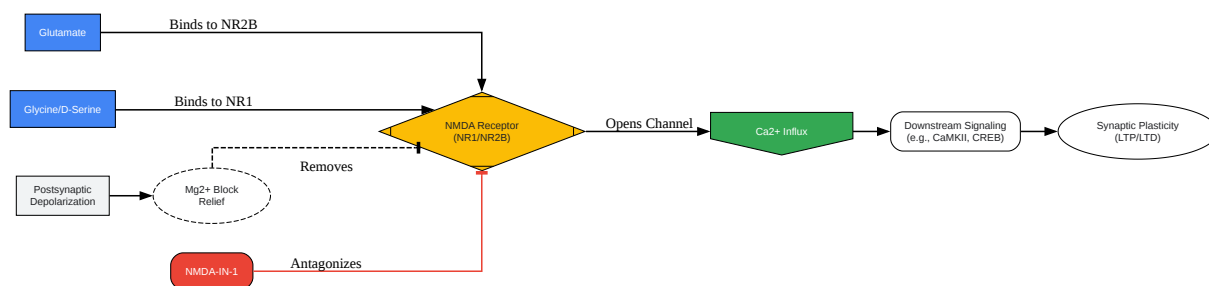 Glutamate
Binds to NR2B
Glycine/D-Serine
Binds to NR1
NMDA Receptor
(NR1/NR2B)
Opens Channel
Ca2+ Influx
Downstream Signaling
(e.g., CaMKII, CREB)
Synaptic Plasticity
(LTP/LTD)
Removes
Postsynaptic
Depolarization
Mg2+ Block
Relief
NMDA-IN-1
Antagonizes